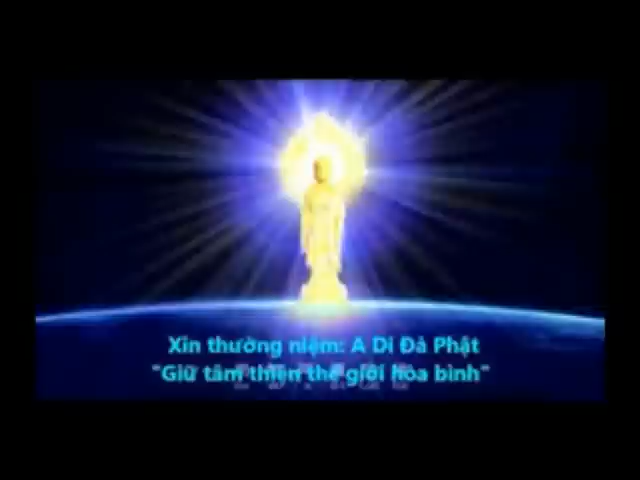 Xin thường niệm: A Di Đà Phật
"Giữ tâm thiện thế giới hòa bình"